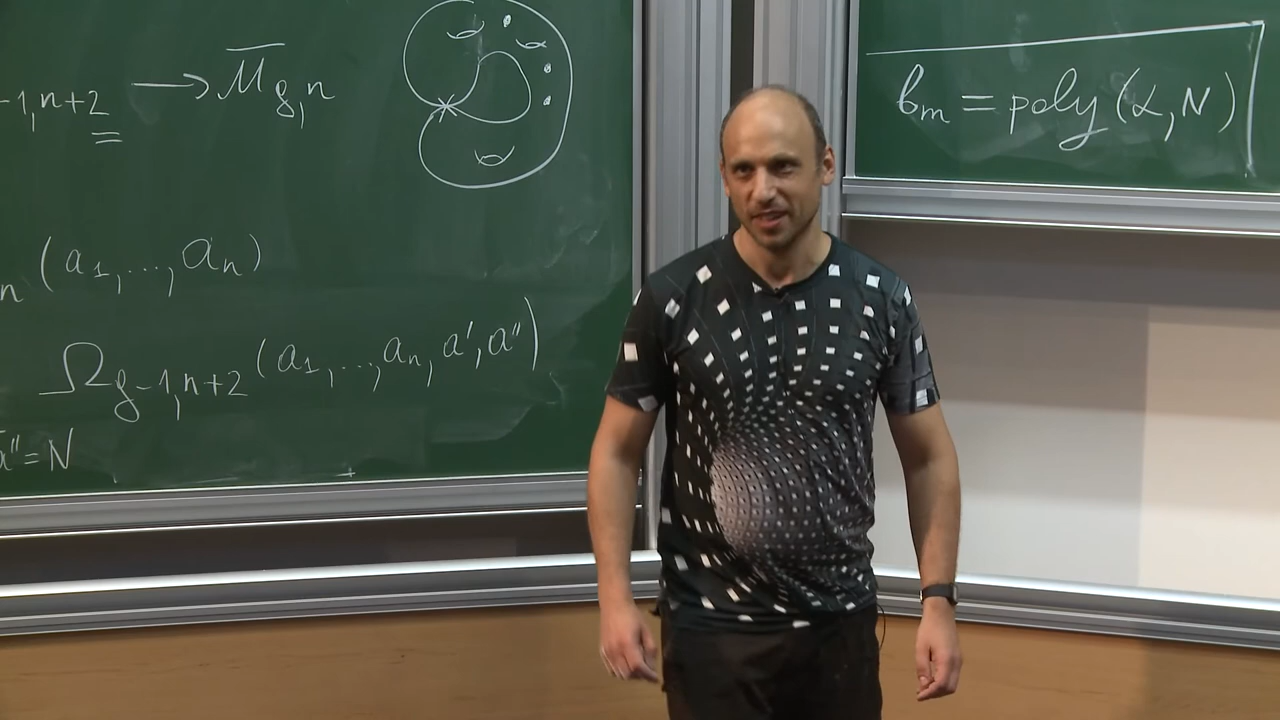 -1,n+2 ⟶ M̅g,n
n (a1,...,an)
Ωg-1,n+2 (a1,...,an,a',a'')
a''=N
bm = poly(α,N)